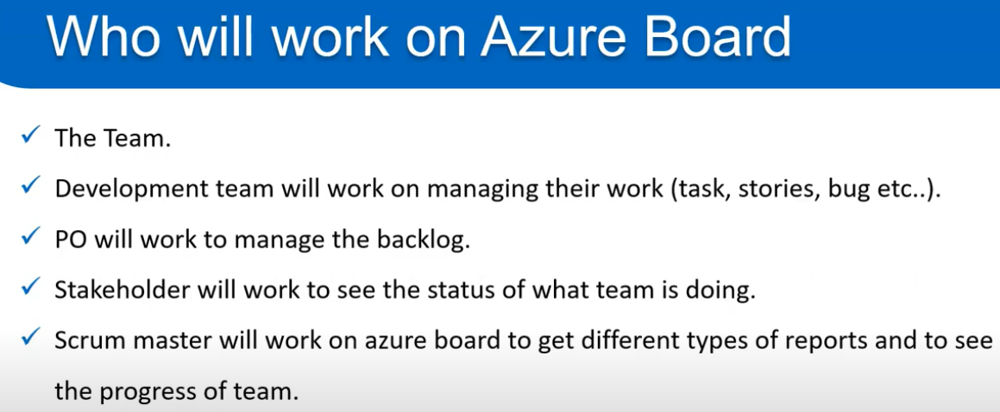 Who will work on Azure Board
The Team.
Development team will work on managing their work (task, stories, bug etc..).
PO will work to manage the backlog.
Stakeholder will work to see the status of what team is doing.
Scrum master will work on azure board to get different types of reports and to see
the progress of team.